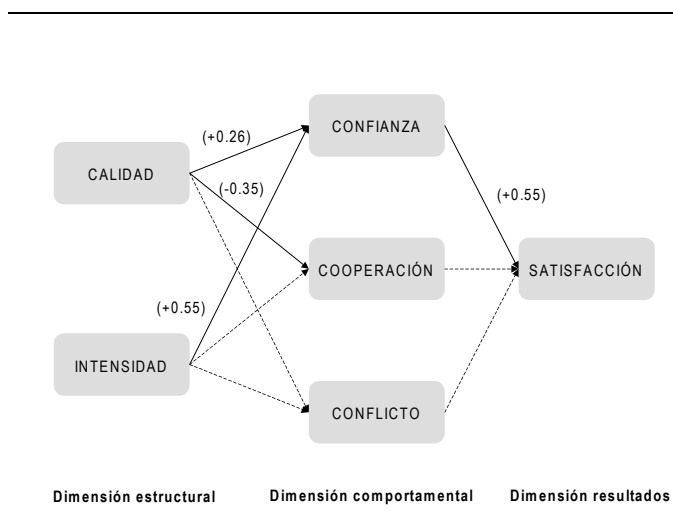 CONFIANZA
(+0.26)
CALIDAD
(-0.35)
(+0.55)
COOPERACIÓN
SATISFACCIÓN
(+0.55)
INTENSIDAD
CONFLICTO
Dimensión estructural
Dimensión comportamental
Dimensión resultados